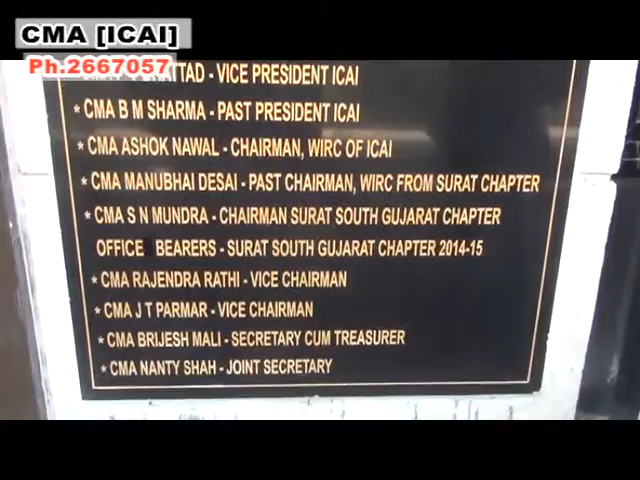 CMA [ICAI]
Ph.2667057
- VICE PRESIDENT ICAI
* CMA B M SHARMA - PAST PRESIDENT ICAI
* CMA ASHOK NAWAL - CHAIRMAN, WIRC OF ICAI
* CMA MANUBHAI DESAI - PAST CHAIRMAN, WIRC FROM SURAT CHAPTER
* CMA S N MUNDRA - CHAIRMAN SURAT SOUTH GUJARAT CHAPTER
OFFICE BEARERS - SURAT SOUTH GUJARAT CHAPTER 2014-15
* CMA RAJENDRA RATHI - VICE CHAIRMAN
* CMA J T PARMAR - VICE CHAIRMAN
* CMA BRIJESH MALI - SECRETARY CUM TREASURER
* CMA NANTY SHAH - JOINT SECRETARY